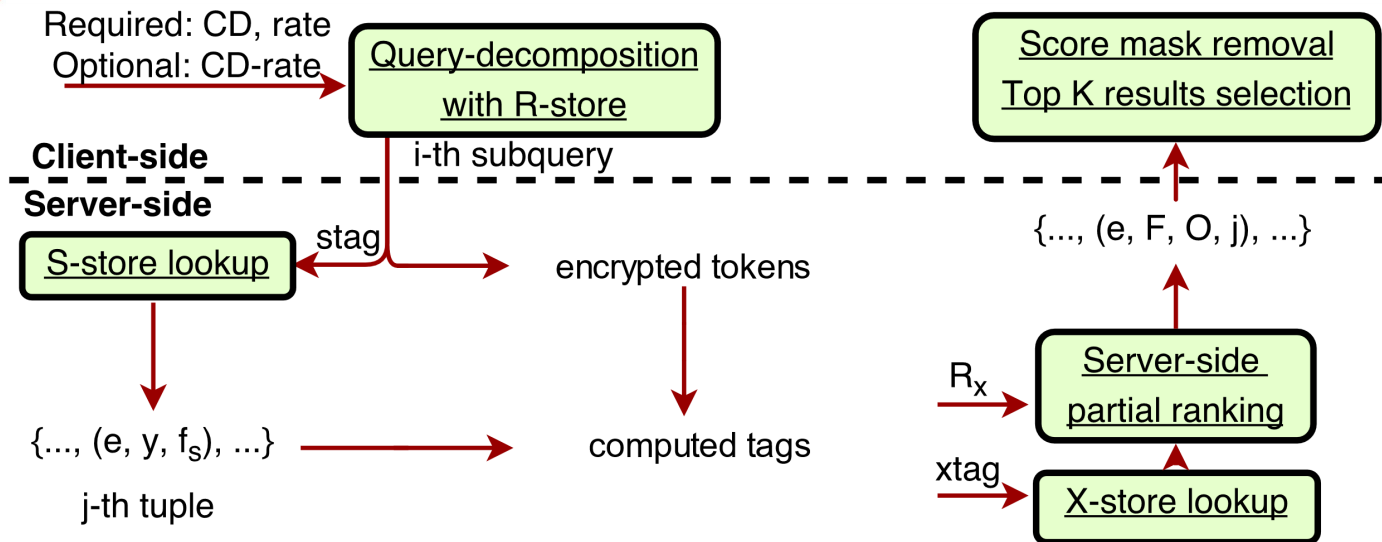 Required: CD, rate
Optional: CD-rate
Query-decomposition
with R-store
Score mask removal
Top K results selection
Client-side
i-th subquery
Server-side
stag
S-store lookup
encrypted tokens
{..., (e, F, O, j), ...}
Rx
Server-side
partial ranking
{..., (e, y, fs), ...}
computed tags
xtag
X-store lookup
j-th tuple